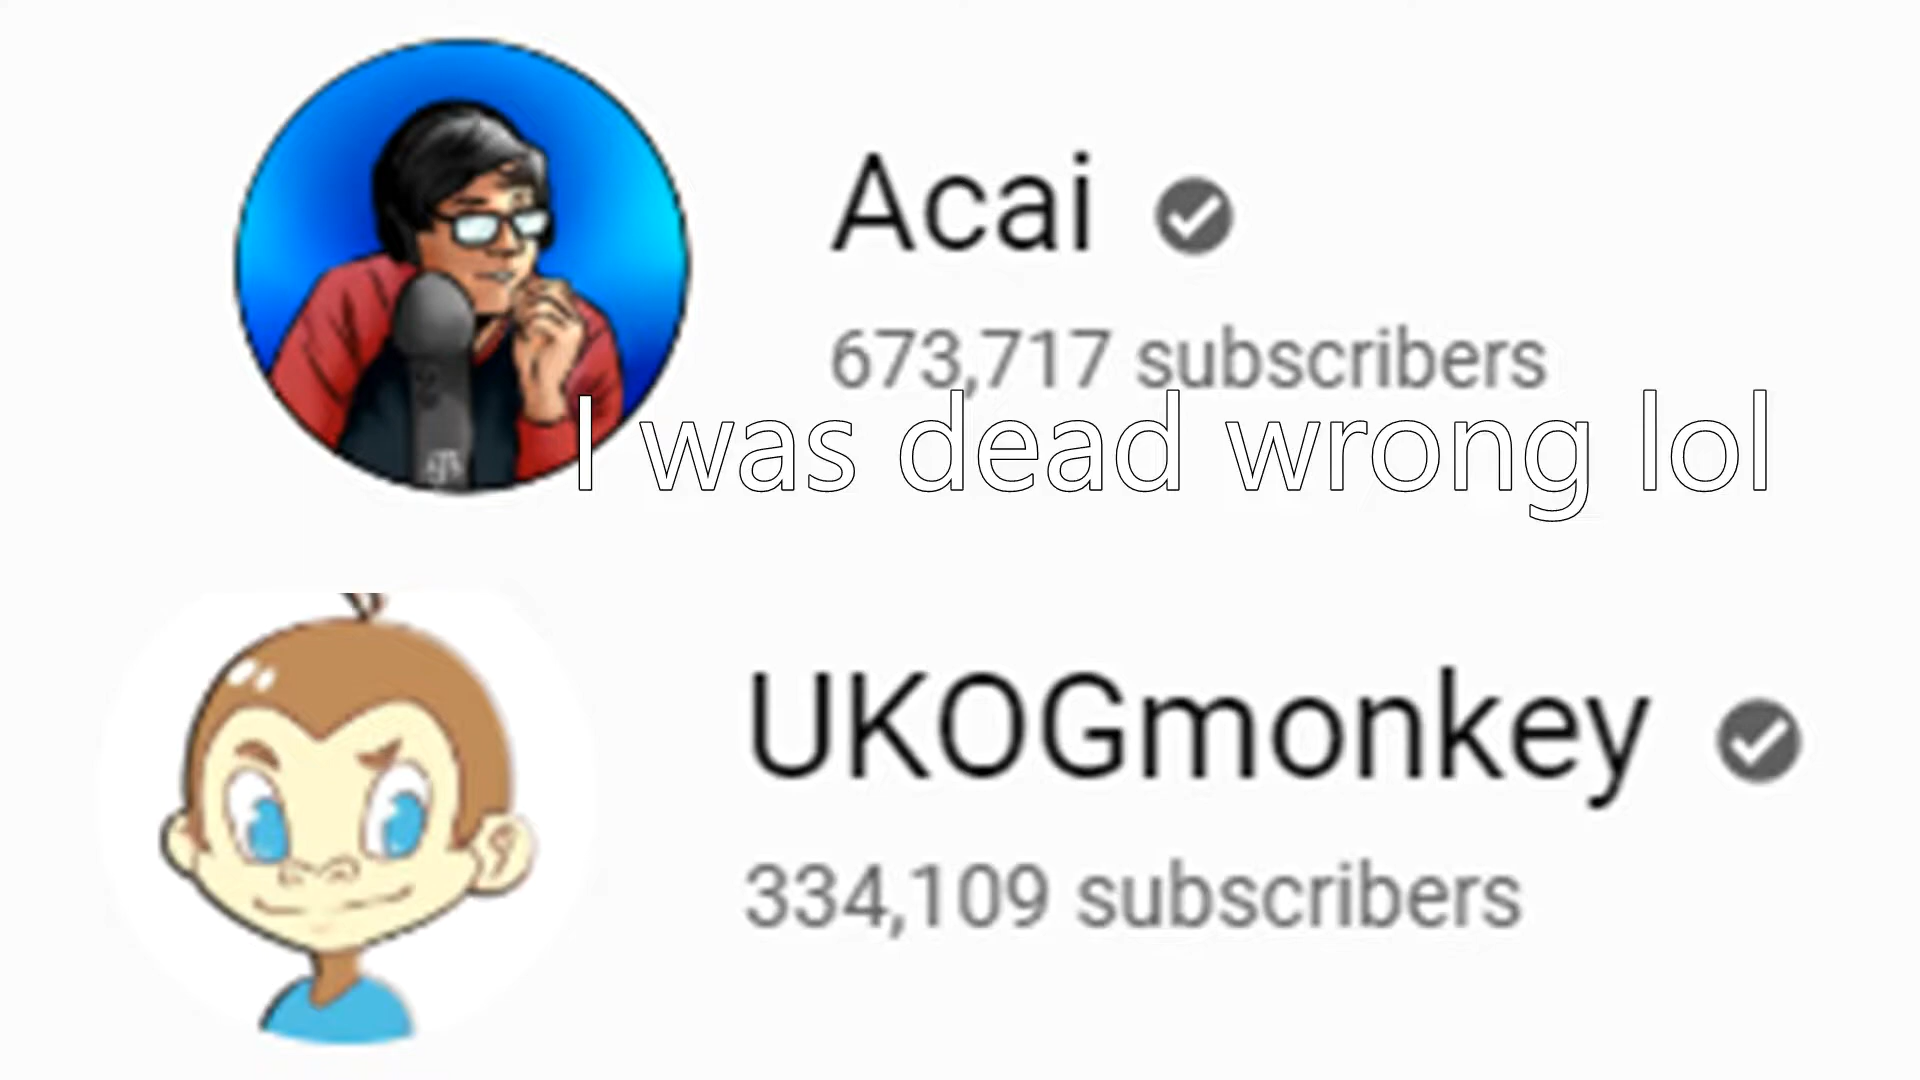 Acai
673,717 subscribers
I was dead wrong lol
UKOGmonkey
334,109 subscribers